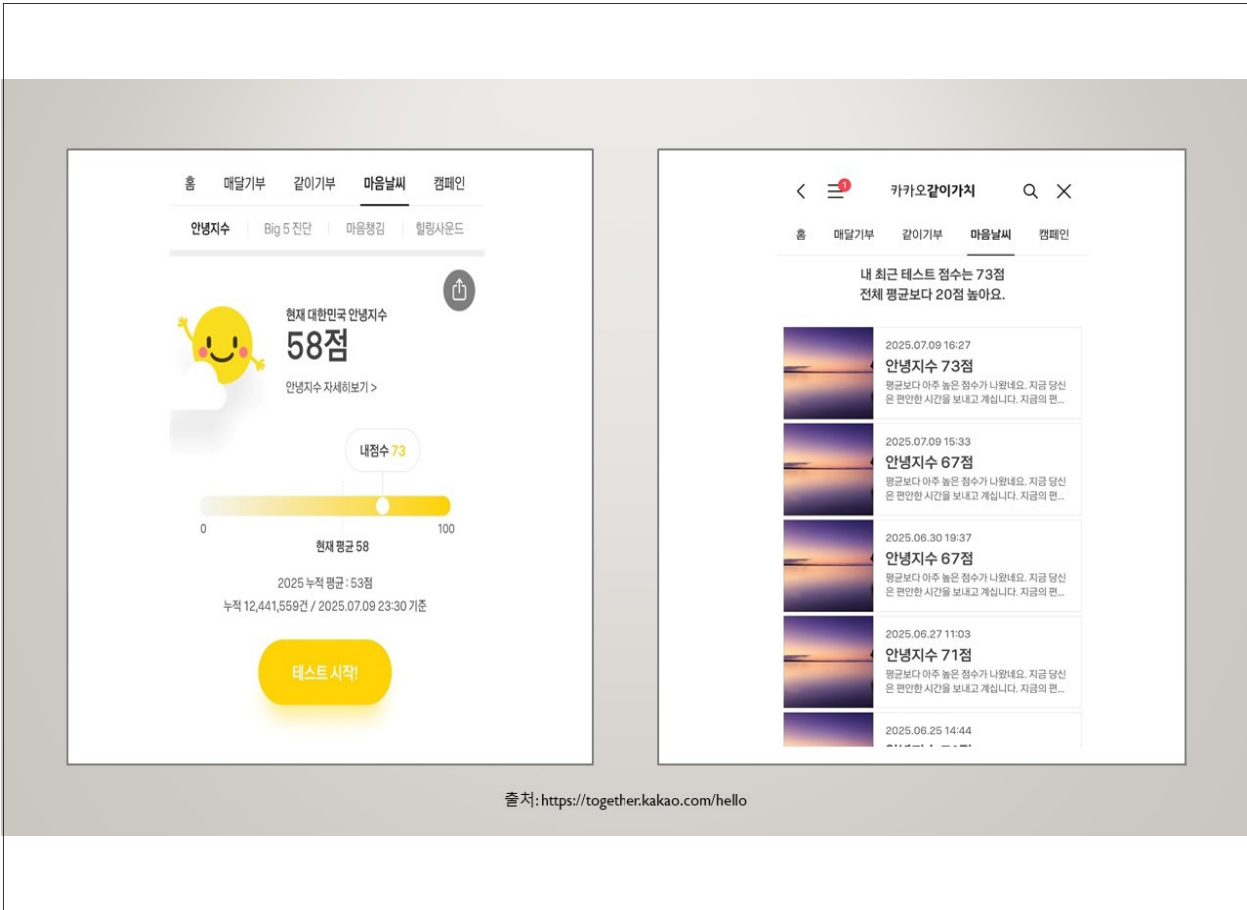 홈 매달기부 같이기부 마음날씨 캠페인
안녕지수 Big 5 진단 마음챙김 힐링사운드
현재 대한민국 안녕지수
58점
안녕지수 자세히보기 >
내점수 73
0 100
현재 평균 58
2025 누적 평균 : 53점
누적 12,441,559건 / 2025.07.09 23:30 기준
테스트 시작!
1
카카오같이가치
홈 매달기부 같이기부 마음날씨 캠페인
내 최근 테스트 점수는 73점
전체 평균보다 20점 높아요.
2025.07.09 16:27
안녕지수 73점
평균보다 아주 높은 점수가 나왔네요. 지금 당신
은 편안한 시간을 보내고 계십니다. 지금의 편...
2025.07.09 15:33
안녕지수 67점
평균보다 아주 높은 점수가 나왔네요. 지금 당신
은 편안한 시간을 보내고 계십니다. 지금의 편...
2025.06.30 19:37
안녕지수 67점
평균보다 아주 높은 점수가 나왔네요. 지금 당신
은 편안한 시간을 보내고 계십니다. 지금의 편...
2025.06.27 11:03
안녕지수 71점
평균보다 아주 높은 점수가 나왔네요. 지금 당신
은 편안한 시간을 보내고 계십니다. 지금의 편...
2025.06.25 14:44
출처: https://together.kakao.com/hello